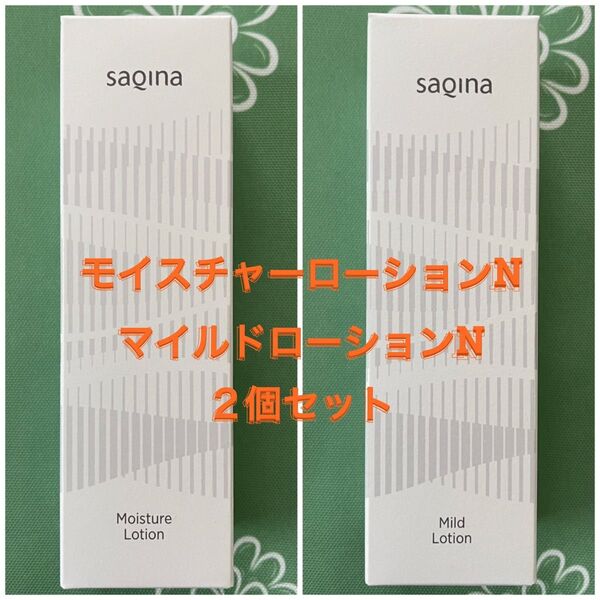 saqina
saqina
モイスチャーローションN
マイルドローションN
２個セット
Moisture
Lotion
Mild
Lotion